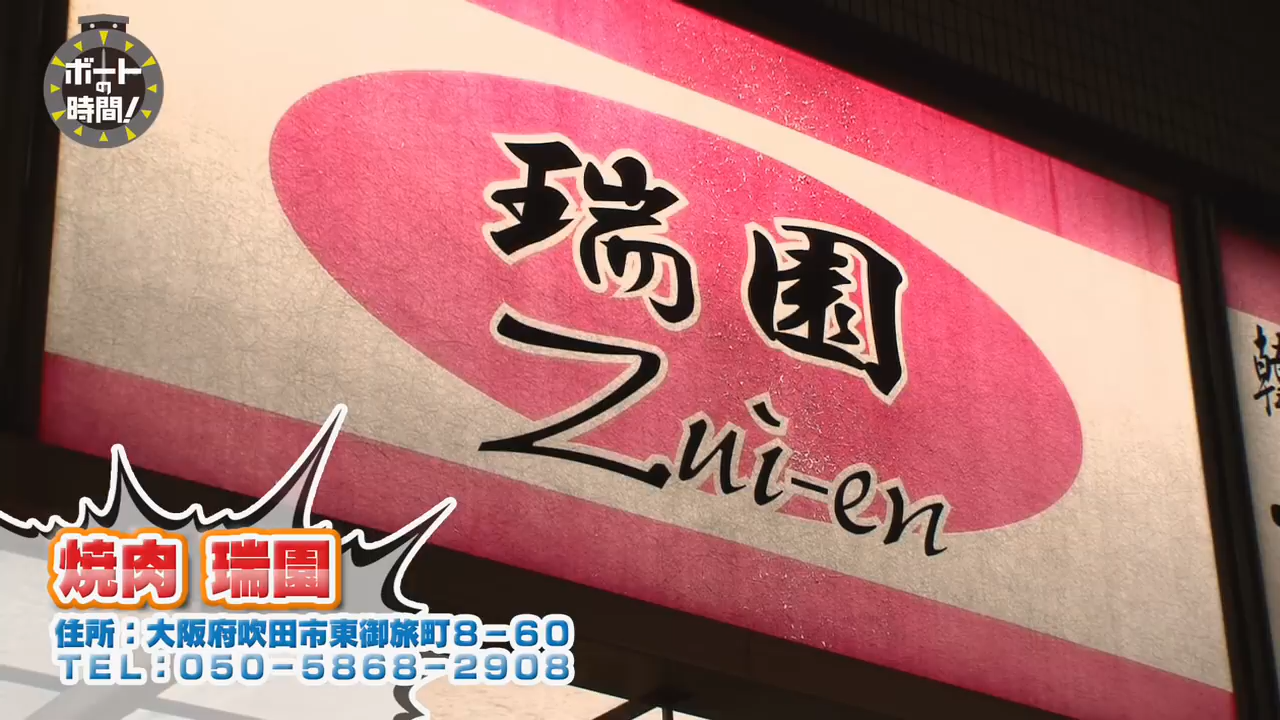 ボート
の
時間!
瑞園
Zui-en
韓
焼肉 瑞園
住所：大阪府吹田市東御旅町8-60
TEL：050-5868-2908